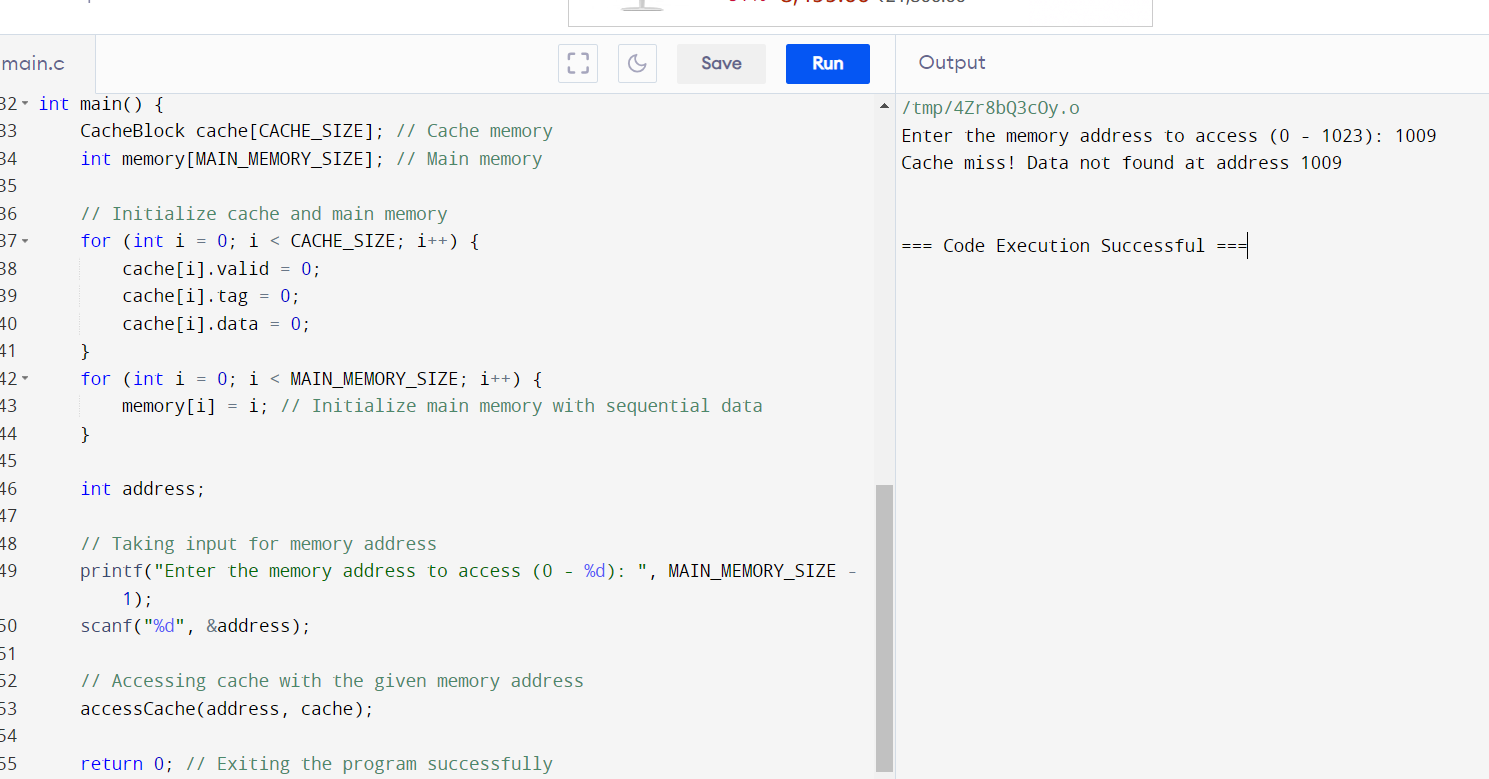 main.c
Save
Run
Output
32 int main() {
33 CacheBlock cache[CACHE_SIZE]; // Cache memory
34 int memory[MAIN_MEMORY_SIZE]; // Main memory
35
36 // Initialize cache and main memory
37 for (int i = 0; i < CACHE_SIZE; i++) {
38 cache[i].valid = 0;
39 cache[i].tag = 0;
40 cache[i].data = 0;
41 }
42 for (int i = 0; i < MAIN_MEMORY_SIZE; i++) {
43 memory[i] = i; // Initialize main memory with sequential data
44 }
45
46 int address;
47
48 // Taking input for memory address
49 printf("Enter the memory address to access (0 - %d): ", MAIN_MEMORY_SIZE -
1);
50 scanf("%d", &address);
51
52 // Accessing cache with the given memory address
53 accessCache(address, cache);
54
55 return 0; // Exiting the program successfully
/tmp/4Zr8bQ3cOy.o
Enter the memory address to access (0 - 1023): 1009
Cache miss! Data not found at address 1009
=== Code Execution Successful ===